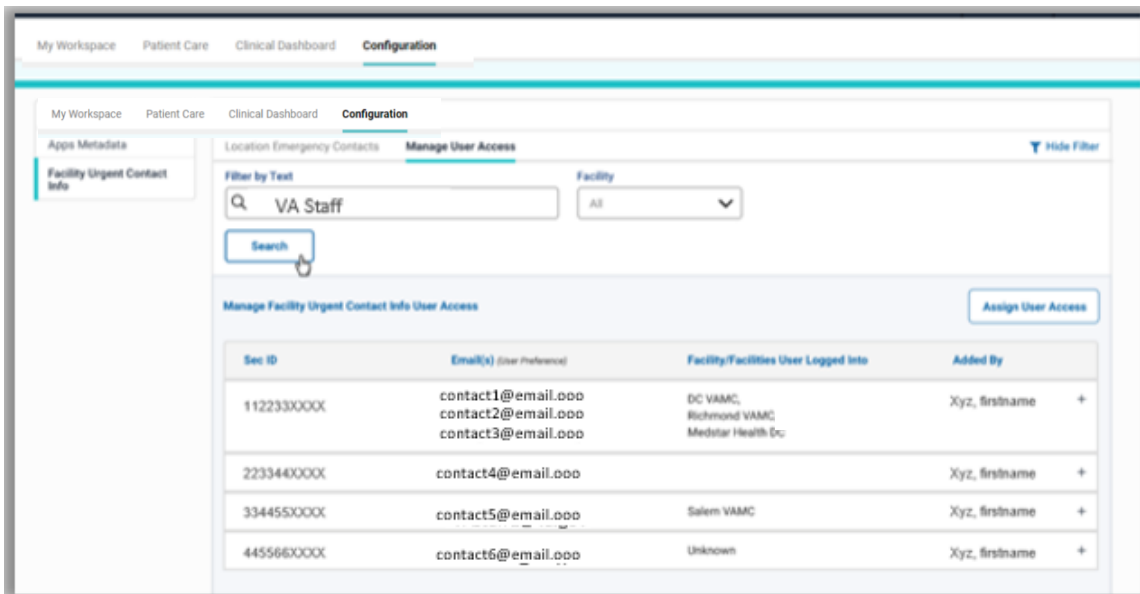 My Workspace Patient Care Clinical Dashboard Configuration
My Workspace Patient Care Clinical Dashboard Configuration
Apps Metadata
Facility Urgent Contact
Info
Location Emergency Contacts Manage User Access Hide Filter
Filter by Text Facility
VA Staff All
Search
Manage Facility Urgent Contact Info User Access Assign User Access
Sec ID Email(s) (User Preference) Facility/Facilities User Logged Into Added By
112233XXXX contact1@email.ooo DC VAMC, Xyz, firstname +
contact2@email.ooo Richmond VAMC
contact3@email.ooo Medstar Health
223344XXXX contact4@email.ooo Xyz, firstname +
334455XXXX contact5@email.ooo Salem VAMC Xyz, firstname +
445566XXXX contact6@email.ooo Unknown Xyz, firstname +